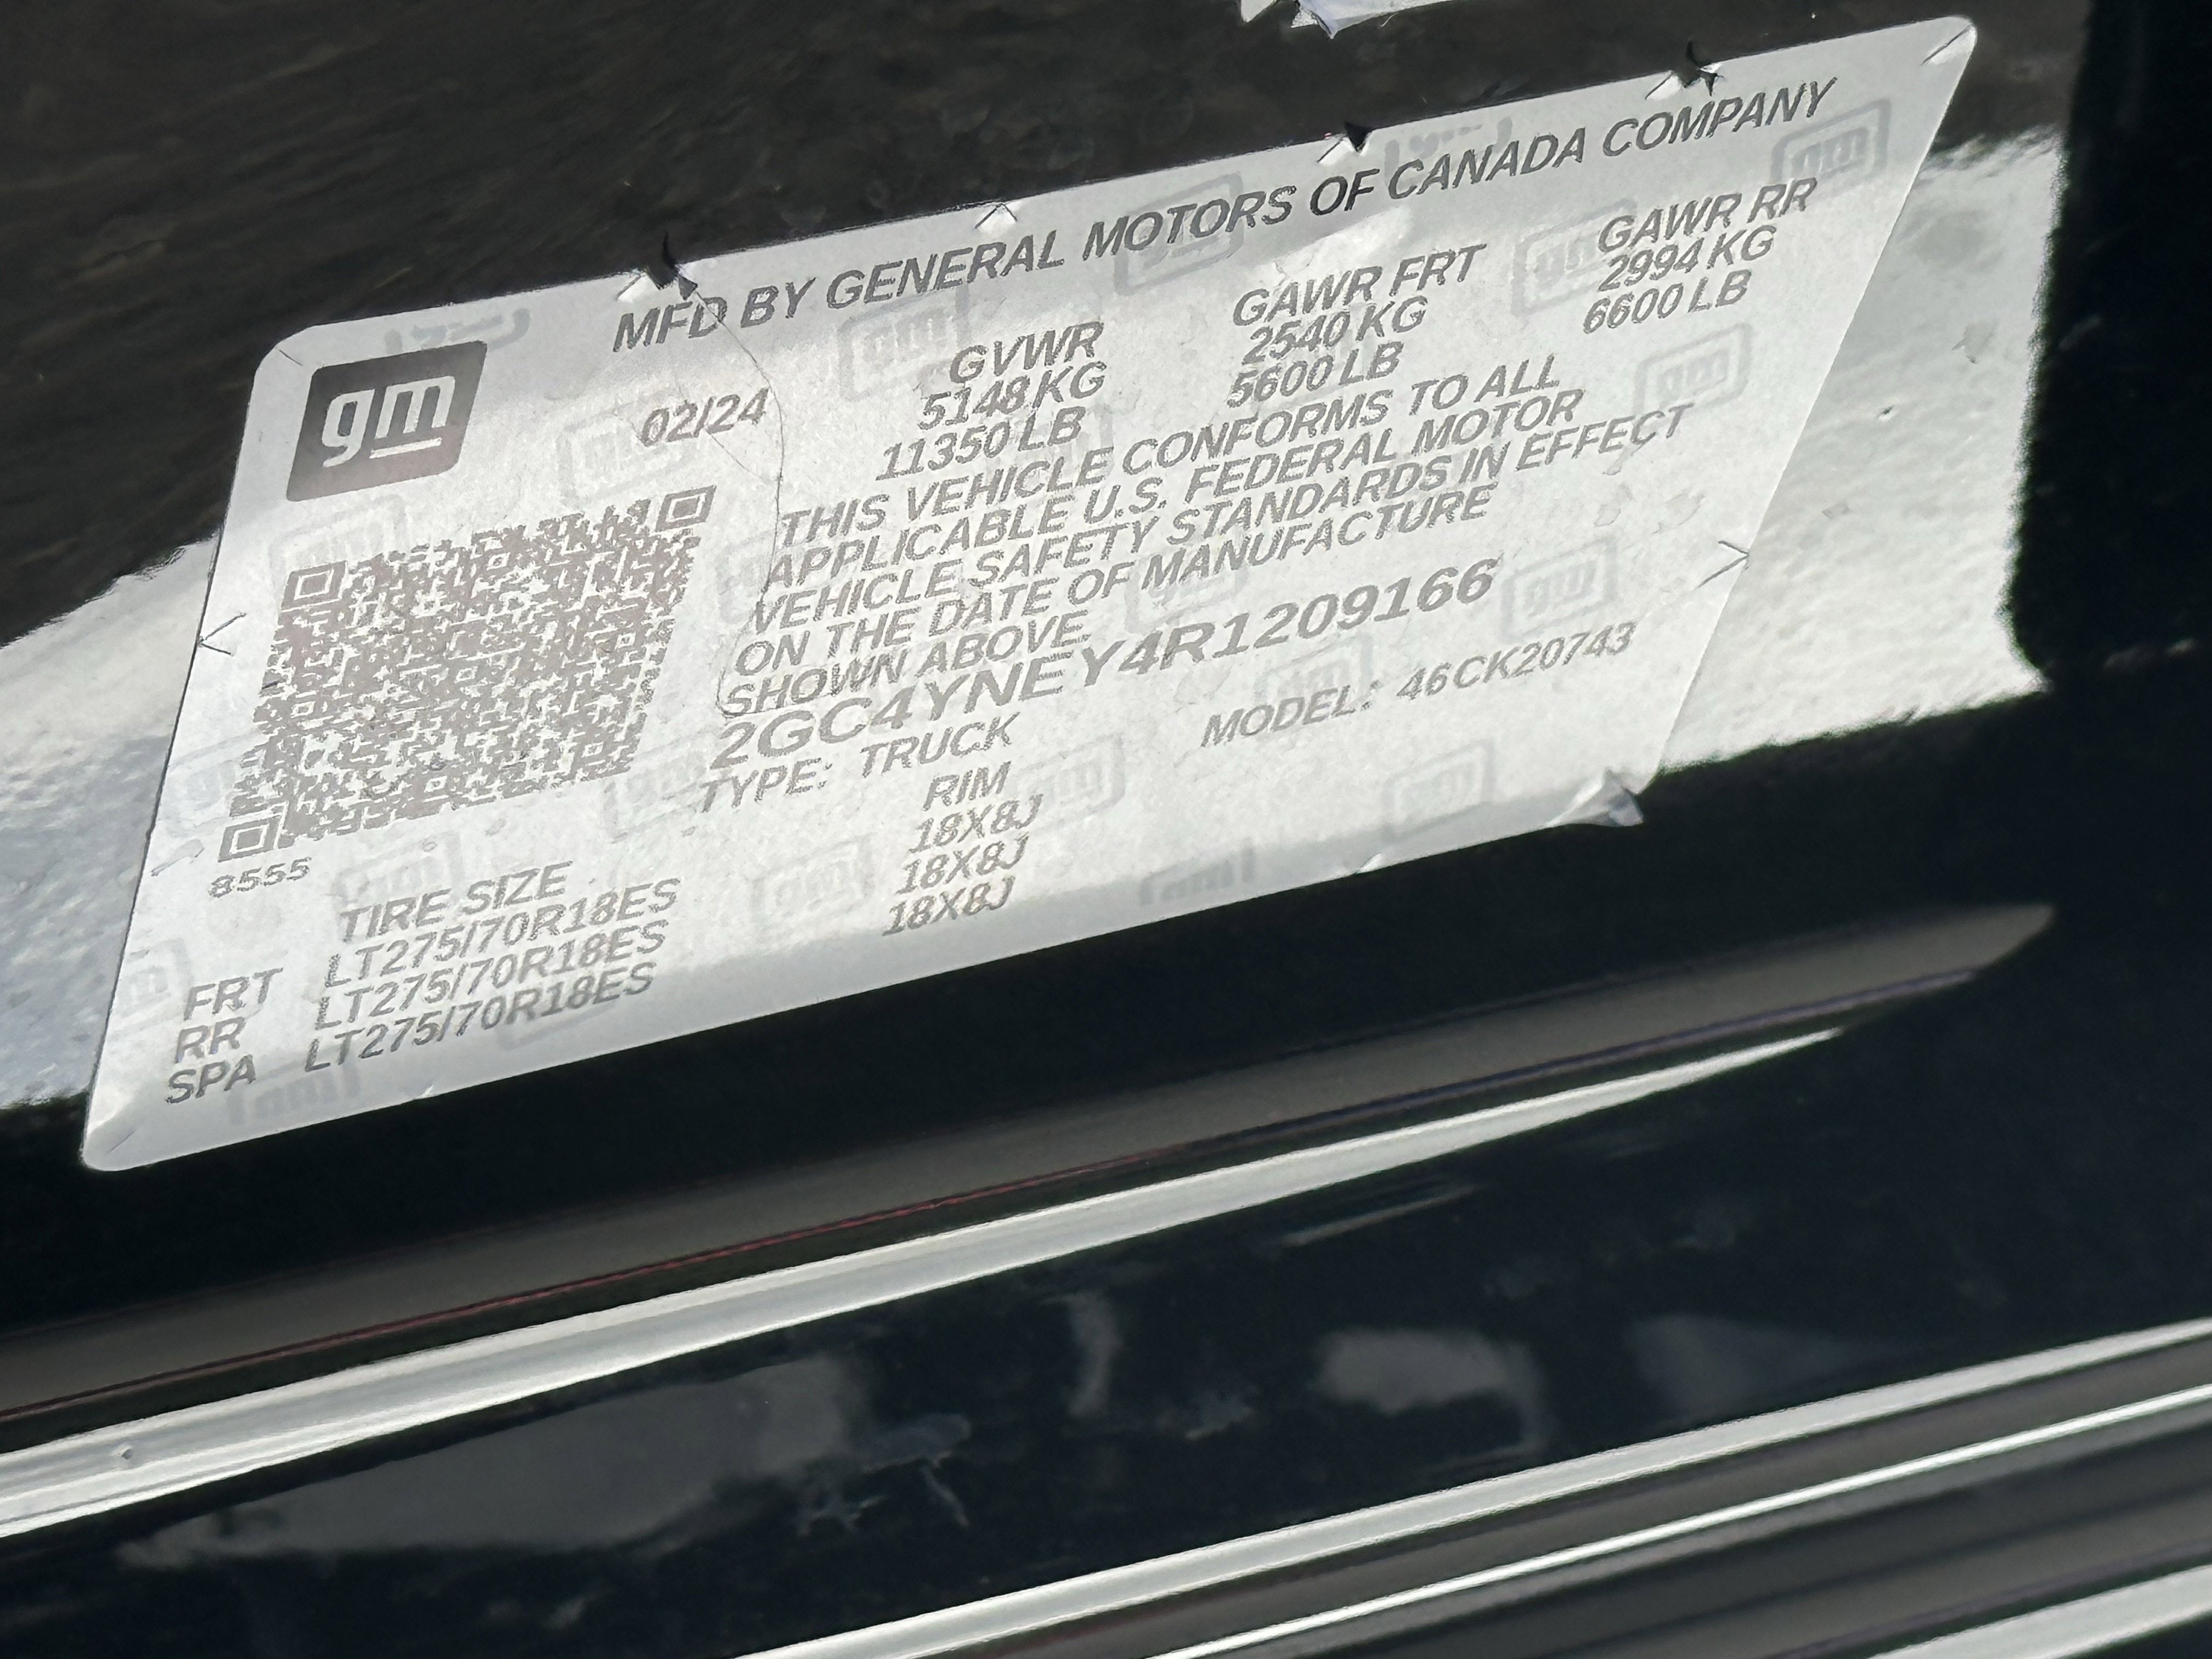 gm
MFD BY GENERAL MOTORS OF CANADA COMPANY
02/24
GVWR GAWR FRT GAWR RR
5148 KG 2540 KG 2994 KG
11350 LB 5600 LB 6600 LB
THIS VEHICLE CONFORMS TO ALL
APPLICABLE U.S. FEDERAL MOTOR
VEHICLE SAFETY STANDARDS IN EFFECT
ON THE DATE OF MANUFACTURE
SHOWN ABOVE.
2GC4YNEY4R1209166
TYPE: TRUCK MODEL: 46CK20743
8555
TIRE SIZE RIM
FRT LT275/70R18ES 18X8J
RR LT275/70R18ES 18X8J
SPA LT275/70R18ES 18X8J